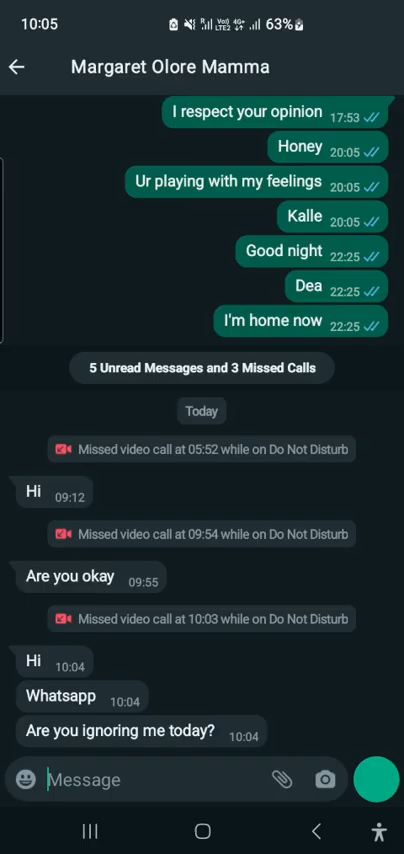 10:05 R VoI) LTE2 4G+ 63%
Margaret Olore Mamma
I respect your opinion 17:53
Honey 20:05
Ur playing with my feelings 20:05
Kalle 20:05
Good night 22:25
Dea 22:25
I'm home now 22:25
5 Unread Messages and 3 Missed Calls
Today
Missed video call at 05:52 while on Do Not Disturb
Hi 09:12
Missed video call at 09:54 while on Do Not Disturb
Are you okay 09:55
Missed video call at 10:03 while on Do Not Disturb
Hi 10:04
Whatsapp 10:04
Are you ignoring me today? 10:04
Message